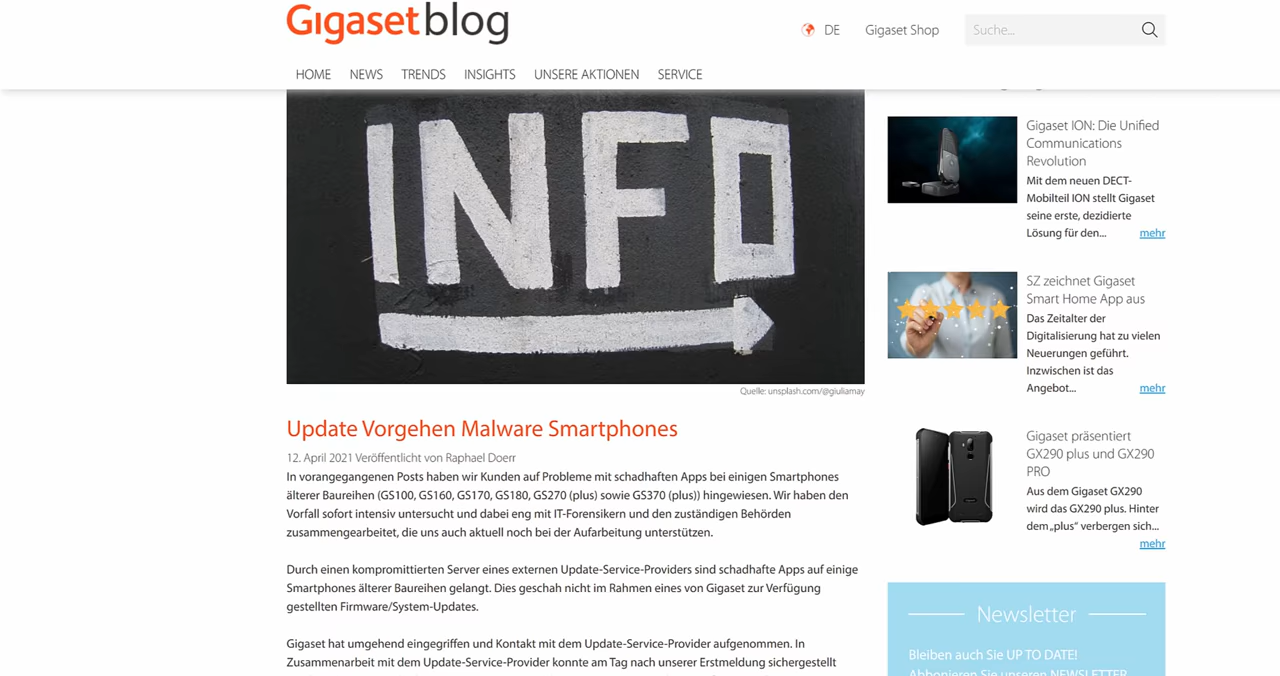 Gigaset blog
DE
Gigaset Shop
Suche...
HOME
NEWS
TRENDS
INSIGHTS
UNSERE AKTIONEN
SERVICE
INFO
Quelle: unsplash.com/@giuliamay
Update Vorgehen Malware Smartphones
12. April 2021 Veröffentlicht von Raphael Doerr
In vorangegangenen Posts haben wir Kunden auf Probleme mit schadhaften Apps bei einigen Smartphones
älterer Baureihen (GS100, GS160, GS170, GS180, GS270 (plus) sowie GS370 (plus)) hingewiesen. Wir haben den
Vorfall sofort intensiv untersucht und dabei eng mit IT-Forensikern und den zuständigen Behörden
zusammengearbeitet, die uns auch aktuell noch bei der Aufarbeitung unterstützen.
Durch einen kompromittierten Server eines externen Update-Service-Providers sind schadhafte Apps auf einige
Smartphones älterer Baureihen gelangt. Dies geschah nicht im Rahmen eines von Gigaset zur Verfügung
gestellten Firmware/System-Updates.
Gigaset hat umgehend eingegriffen und Kontakt mit dem Update-Service-Provider aufgenommen. In
Zusammenarbeit mit dem Update-Service-Provider konnte am Tag nach unserer Erstmeldung sichergestellt
Gigaset ION: Die Unified
Communications
Revolution
Mit dem neuen DECT-
Mobilteil ION stellt Gigaset
seine erste, dezidierte
Lösung für den... mehr
SZ zeichnet Gigaset
Smart Home App aus
Das Zeitalter der
Digitalisierung hat zu vielen
Neuerungen geführt.
Inzwischen ist das
Angebot... mehr
Gigaset präsentiert
GX290 plus und GX290
PRO
Aus dem Gigaset GX290
wird das GX290 plus. Hinter
dem „plus“ verbergen sich...
mehr
Newsletter
Bleiben auch Sie UP TO DATE!
Abbonieren Sie unseren NEWSLETTER